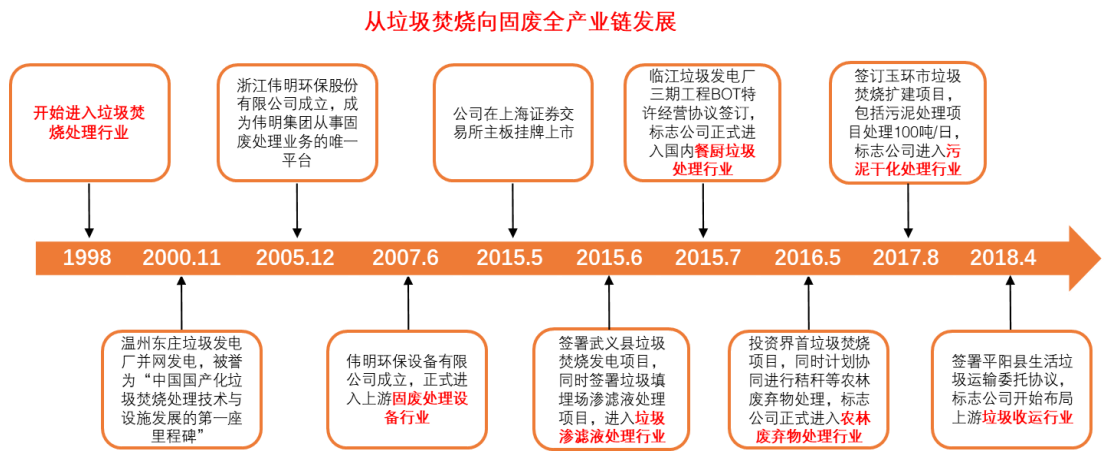 从垃圾焚烧向固废全产业链发展
开始进入垃圾焚
烧处理行业
浙江伟明环保股份
有限公司成立，成
为伟明集团从事固
废处理业务的唯一
平台
公司在上海证券交
易所主板挂牌上市
临江垃圾发电厂
三期工程BOT特
许经营协议签订，
标志公司正式进
入国内餐厨垃圾
处理行业
签订玉环市垃圾
焚烧扩建项目，
包括污泥处理项
目处理100吨/日，
标志公司进入污
泥干化处理行业
1998 2000.11 2005.12 2007.6 2015.5 2015.6 2015.7 2016.5 2017.8 2018.4
温州东庄垃圾发电
厂并网发电，被誉
为“中国国产化垃
圾焚烧处理技术与
设施发展的第一座
里程碑”
伟明环保设备有限
公司成立，正式进
入上游固废处理设
备行业
签署武义县垃圾
焚烧发电项目，
同时签署垃圾填
埋场渗滤液处理
项目，进入垃圾
渗滤液处理行业
投资界首垃圾焚烧
项目，同时计划协
同进行秸秆等农林
废弃物处理，标志
公司正式进入农林
废弃物处理行业
签署平阳县生活垃
圾运输委托协议，
标志公司开始布局
上游垃圾收运行业